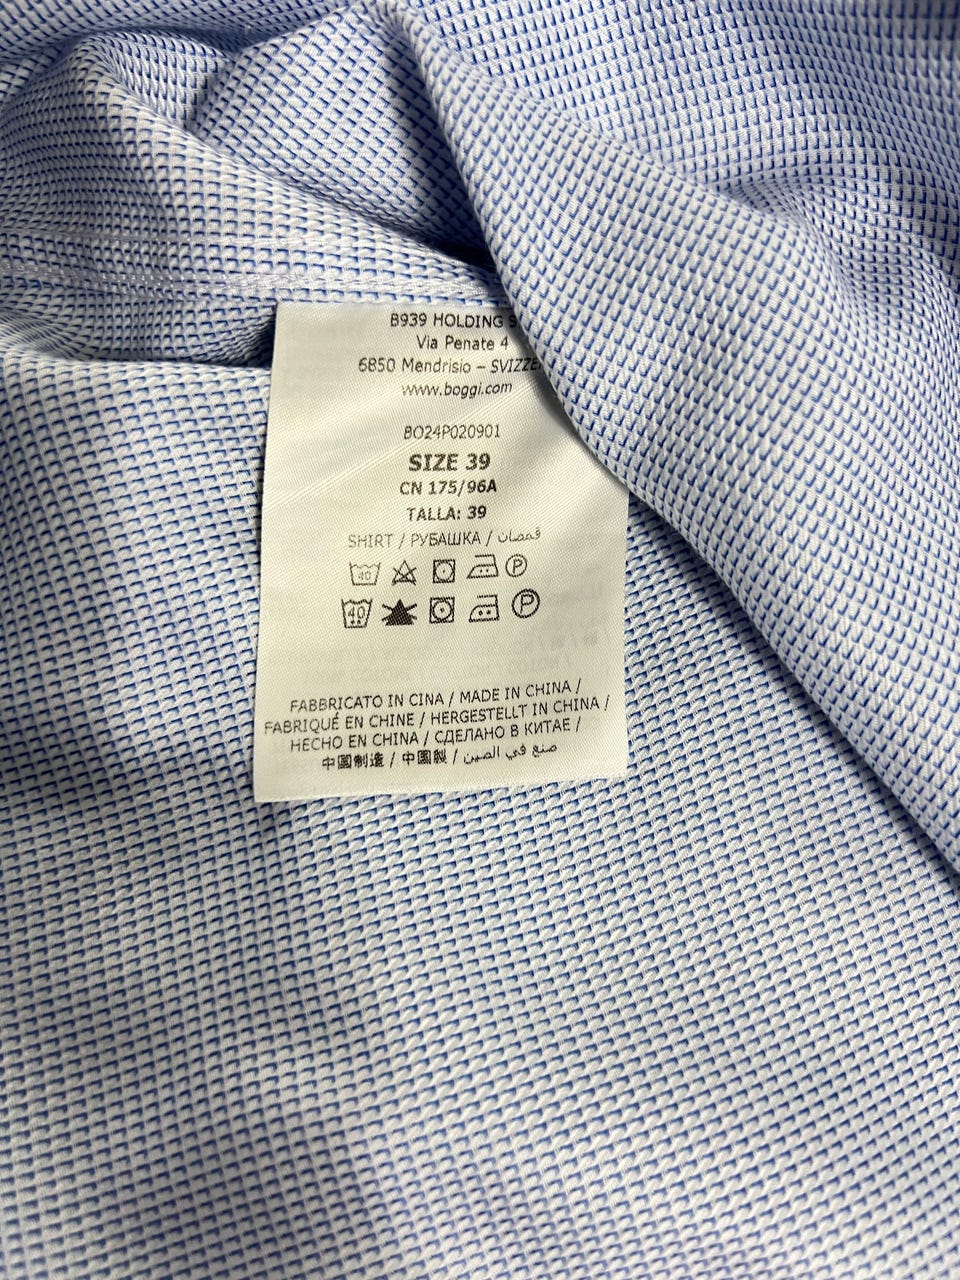 B939 HOLDING S
Via Penate 4
6850 Mendrisio – SVIZZE
www.boggi.com
BO24P020901
SIZE 39
CN 175/96A
TALLA: 39
SHIRT / РУБАШКА / قمصان
40 P
40 P
FABBRICATO IN CINA / MADE IN CHINA /
FABRIQUÉ EN CHINE / HERGESTELLT IN CHINA /
HECHO EN CHINA / СДЕЛАНО В КИТАЕ /
中國制造 / 中國製 / صنع في الصين